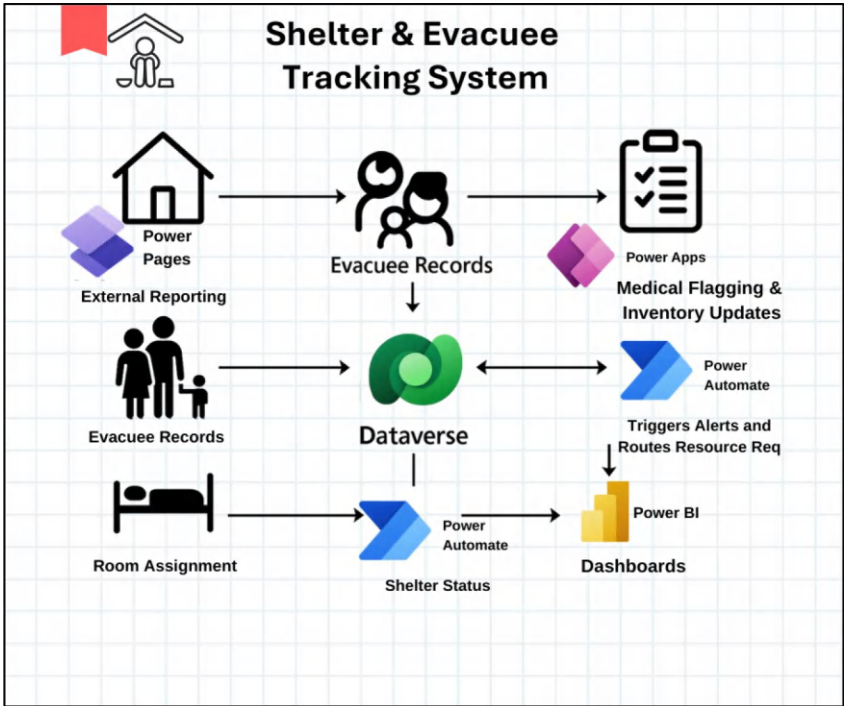 Shelter & Evacuee
Tracking System
Power
Pages
External Reporting
Evacuee Records
Power Apps
Medical Flagging &
Inventory Updates
Evacuee Records
Dataverse
Power
Automate
Triggers Alerts and
Routes Resource Req
Room Assignment
Power
Automate
Shelter Status
Power BI
Dashboards